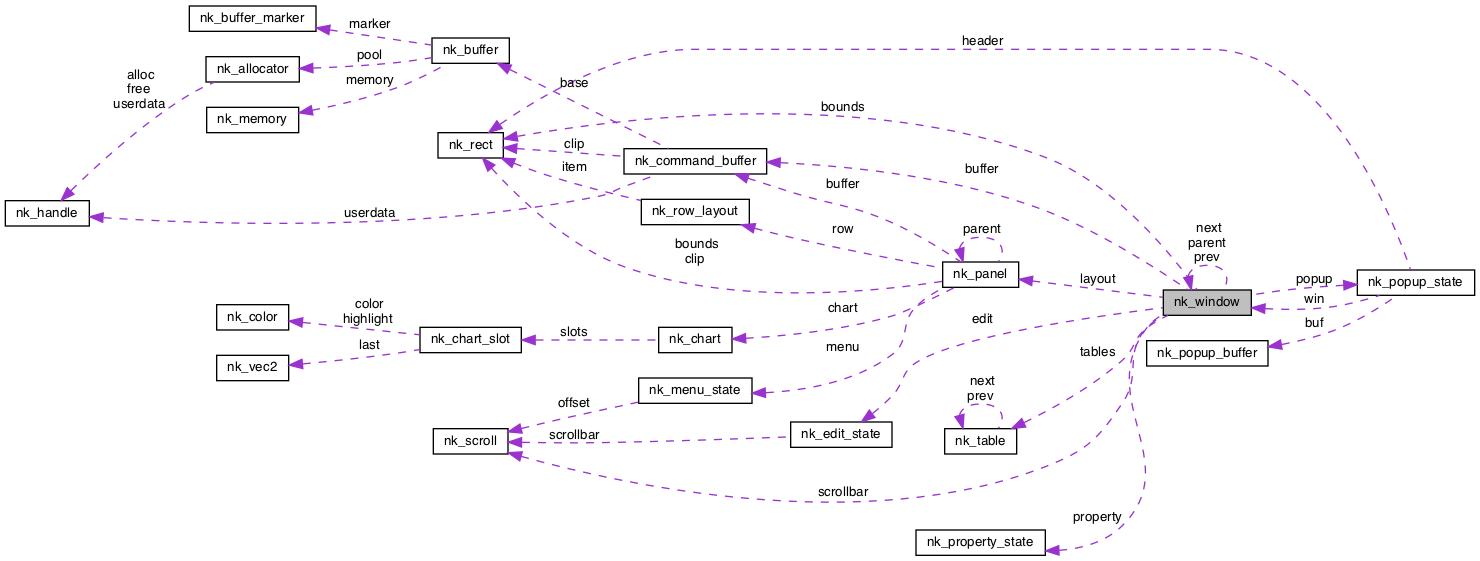 nk_buffer_marker
marker
header
nk_buffer
pool
alloc
free
userdata
nk_allocator
memory
base
nk_memory
bounds
nk_rect
clip
nk_command_buffer
item
buffer
buffer
nk_handle
userdata
nk_row_layout
row
parent
next
parent
prev
bounds
clip
nk_panel
layout
popup
nk_popup_state
win
nk_window
color
highlight
nk_color
chart
edit
buf
slots
nk_chart_slot
nk_chart
last
menu
tables
nk_popup_buffer
nk_vec2
next
prev
nk_menu_state
offset
nk_scroll
scrollbar
nk_edit_state
nk_table
scrollbar
property
nk_property_state